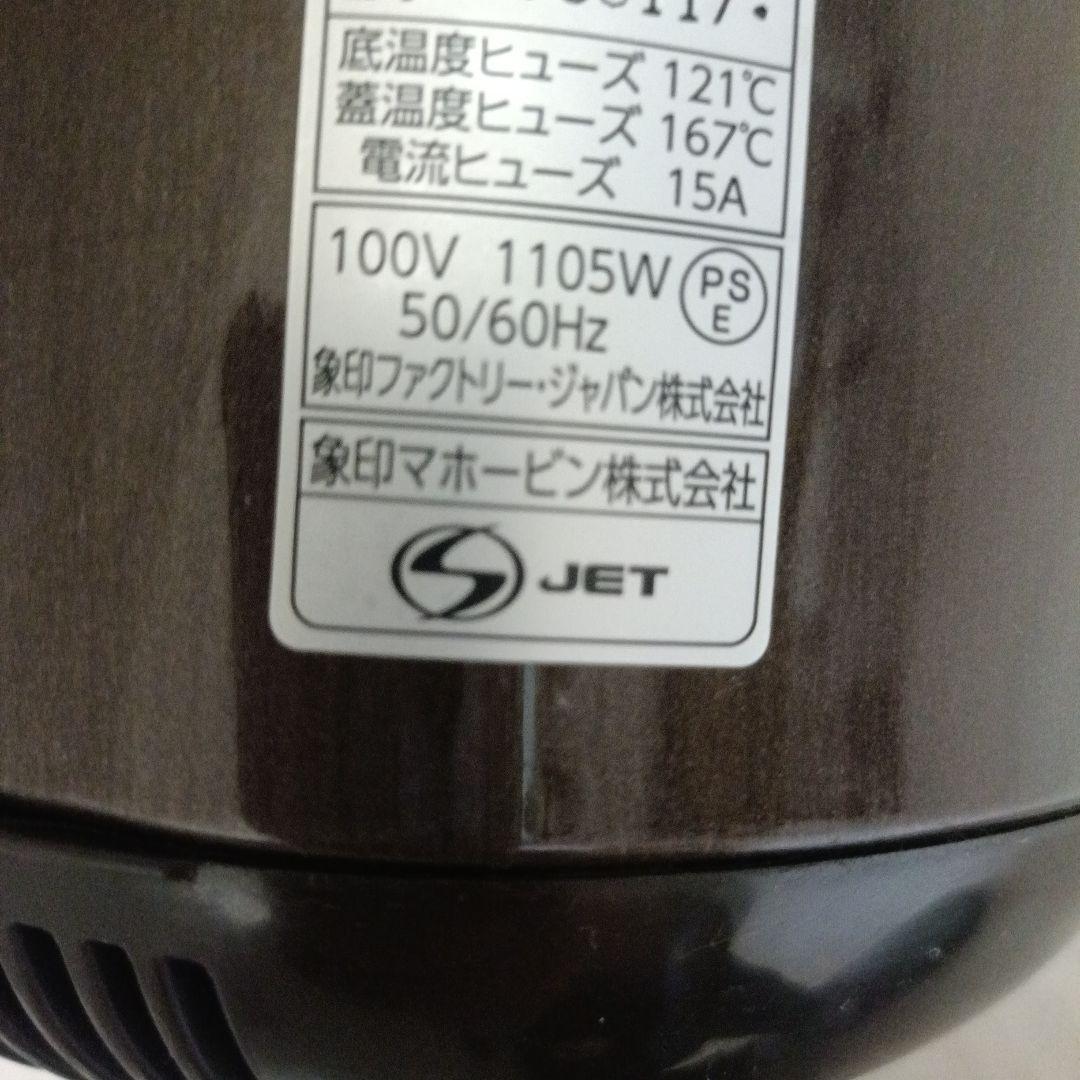 底温度ヒューズ 121℃
蓋温度ヒューズ 167℃
電流ヒューズ 15A
100V 1105W
PS
E
50/60Hz
象印ファクトリー・ジャパン株式会社
象印マホービン株式会社
JET